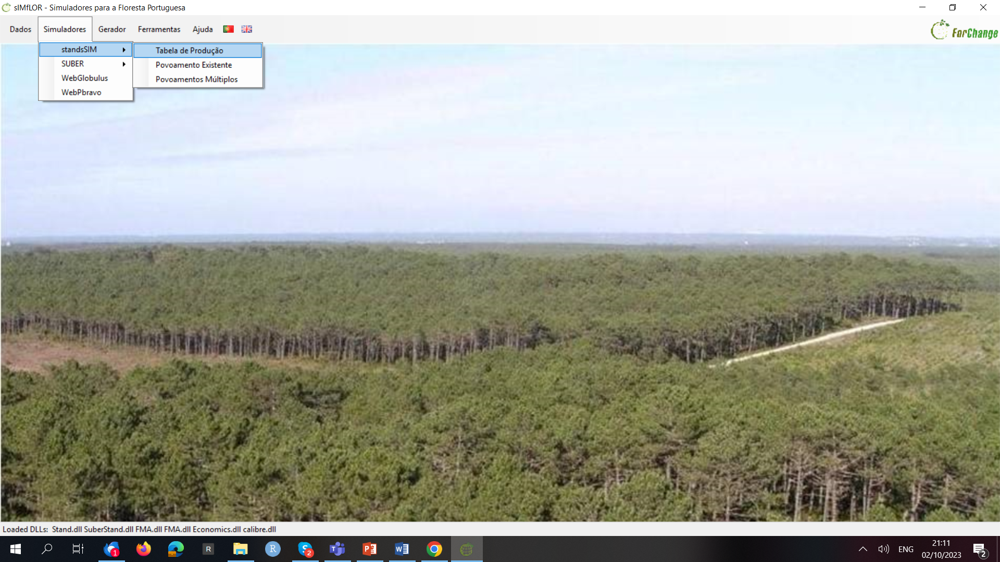 sIMfLOR - Simuladores para a Floresta Portuguesa
Dados Simuladores Gerador Ferramentas Ajuda
ForChange
standsSIM
SUBER
WebGlobulus
WebPbravo
Tabela de Produção
Povoamento Existente
Povoamentos Múltiplos
Loaded DLLs: Stand.dll SuberStand.dll FMA.dll FMA.dll Economics.dll calibre.dll
1
R
R
S 2
T
P
W
ENG
21:11
02/10/2023
2